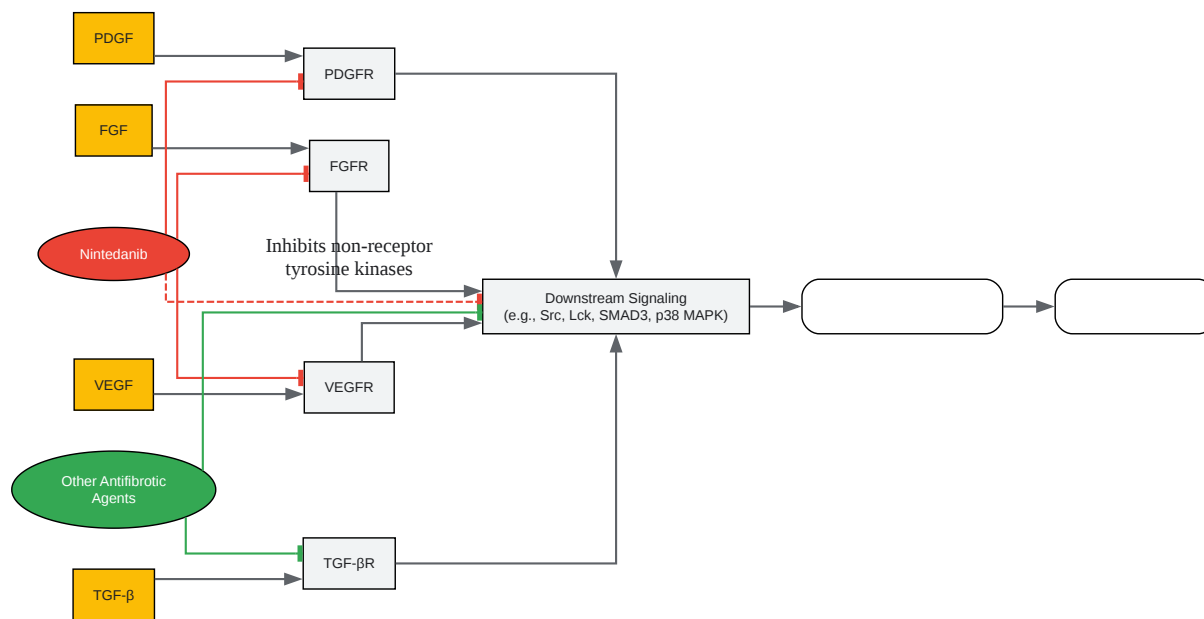 PDGF
PDGFR
FGF
FGFR
Inhibits non-receptor
tyrosine kinases
Nintedanib
Downstream Signaling
(e.g., Src, Lck, SMAD3, p38 MAPK)
VEGF
VEGFR
Other Antifibrotic
Agents
TGF-βR
TGF-β